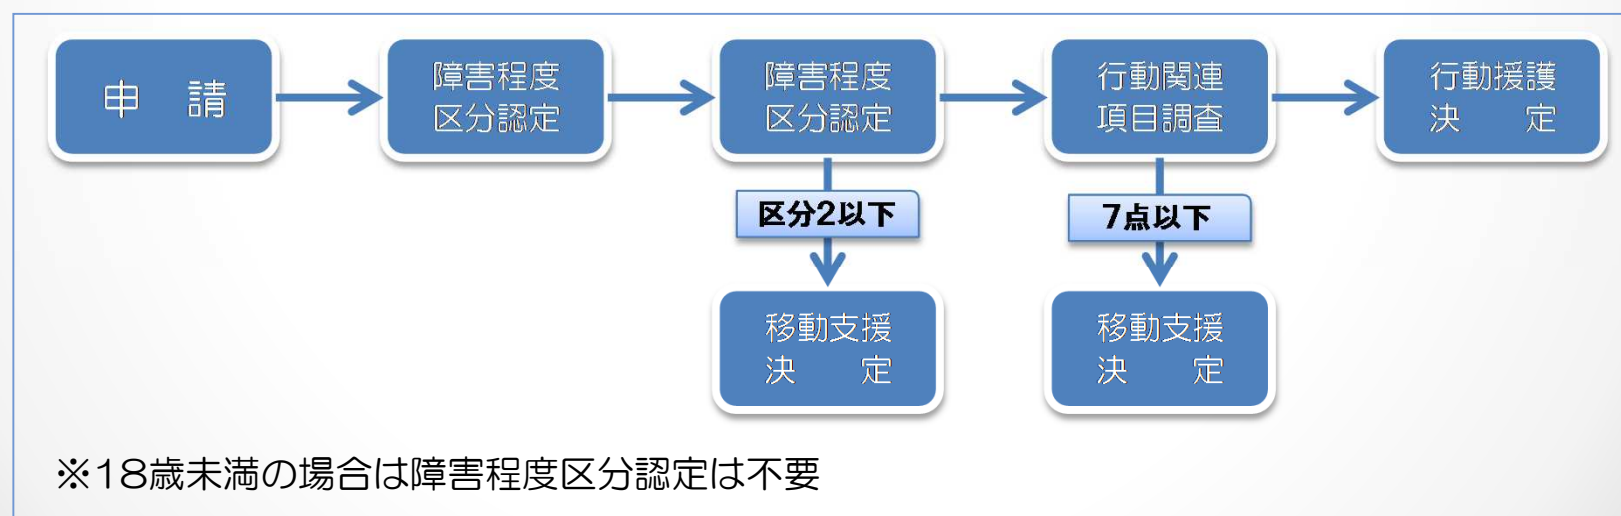 申　請
障害程度
区分認定
障害程度
区分認定
行動関連
項目調査
行動援護
決　　定
区分2以下
7点以下
移動支援
決　　定
移動支援
決　　定
※18歳未満の場合は障害程度区分認定は不要